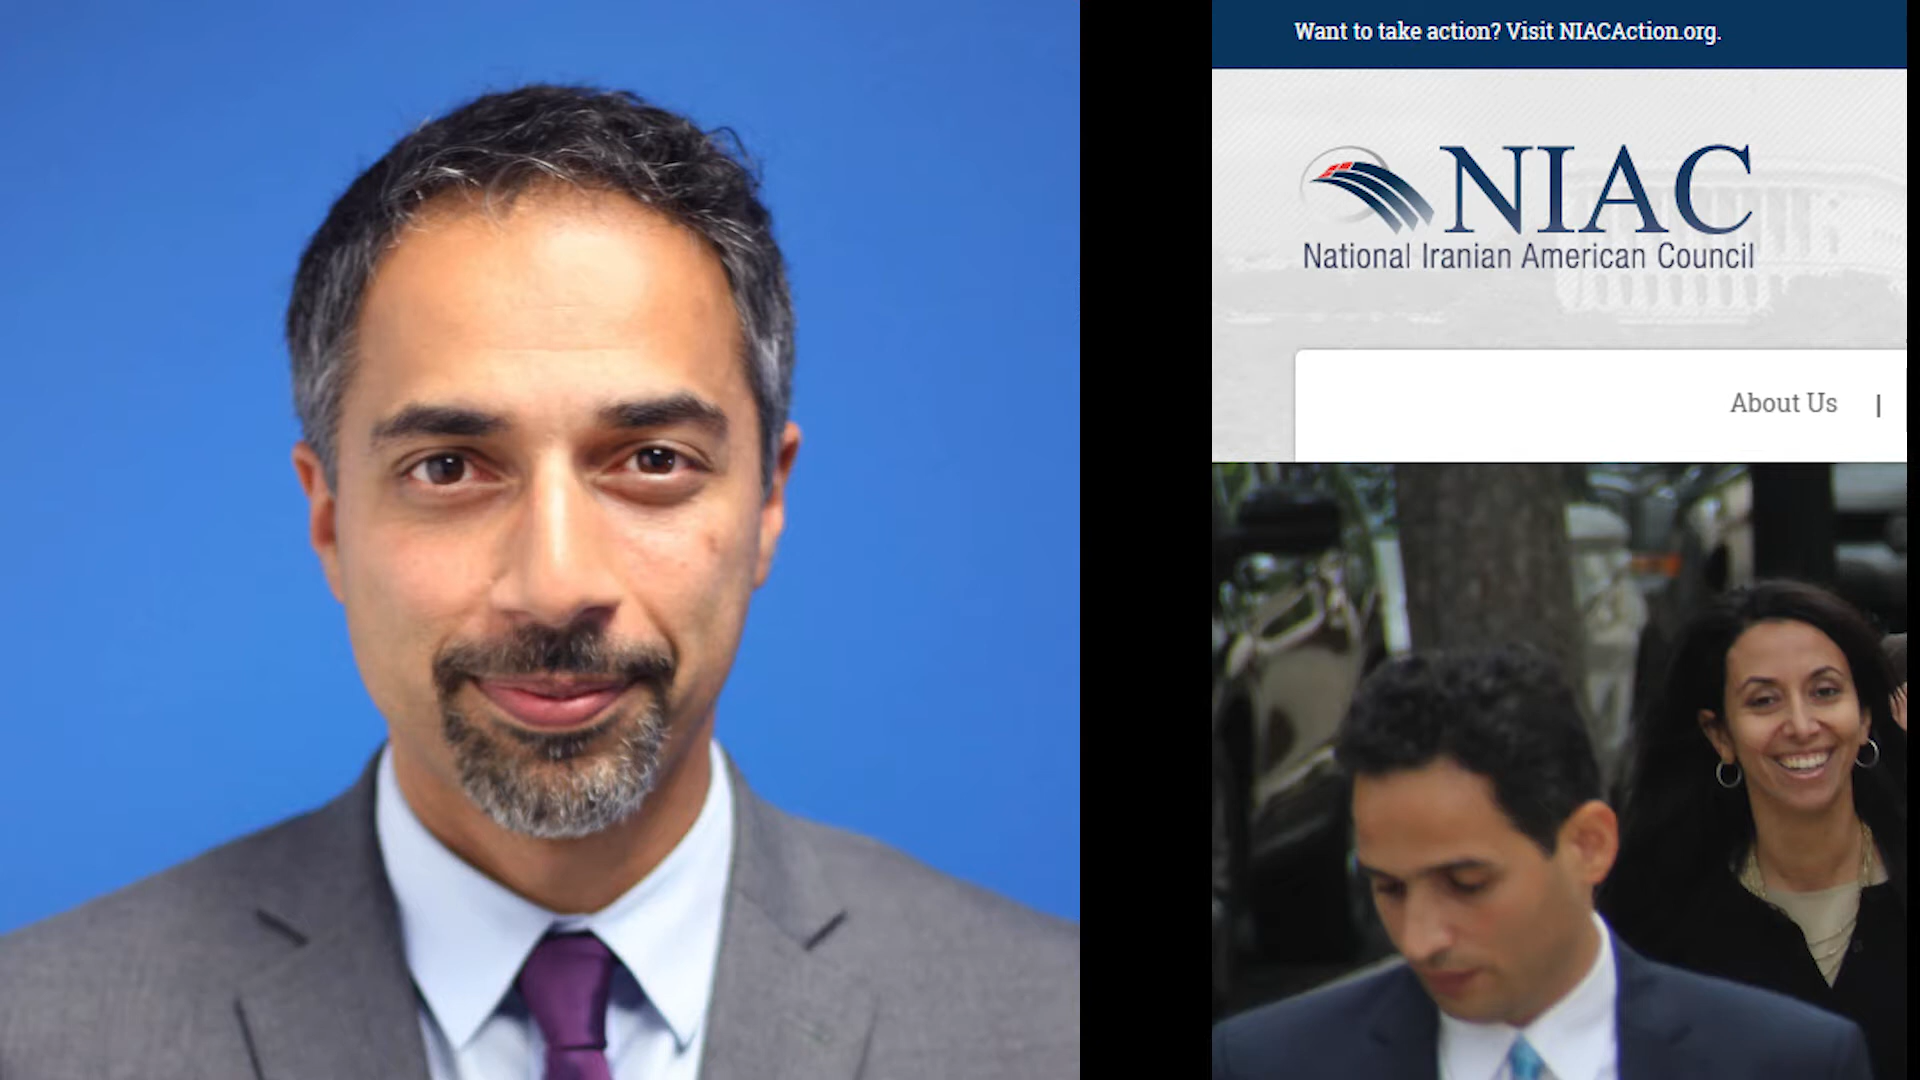 Want to take action? Visit NIACAction.org.
NIAC
National Iranian American Council
About Us |